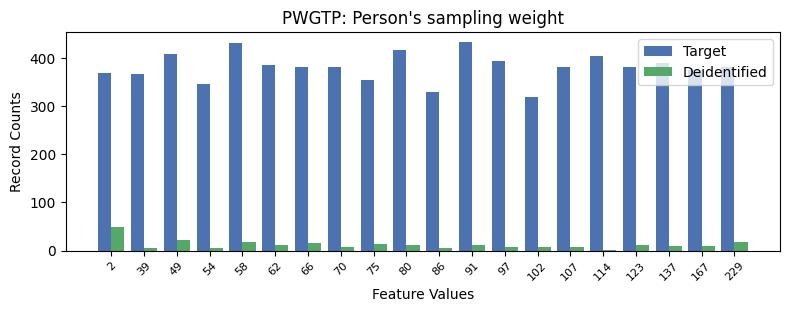 PWGTP: Person's sampling weight
Target
Deidentified
Record Counts
400
300
200
100
0
2 39 49 54 58 62 66 70 75 80 86 91 97 102 107 114 123 137 167 229
Feature Values